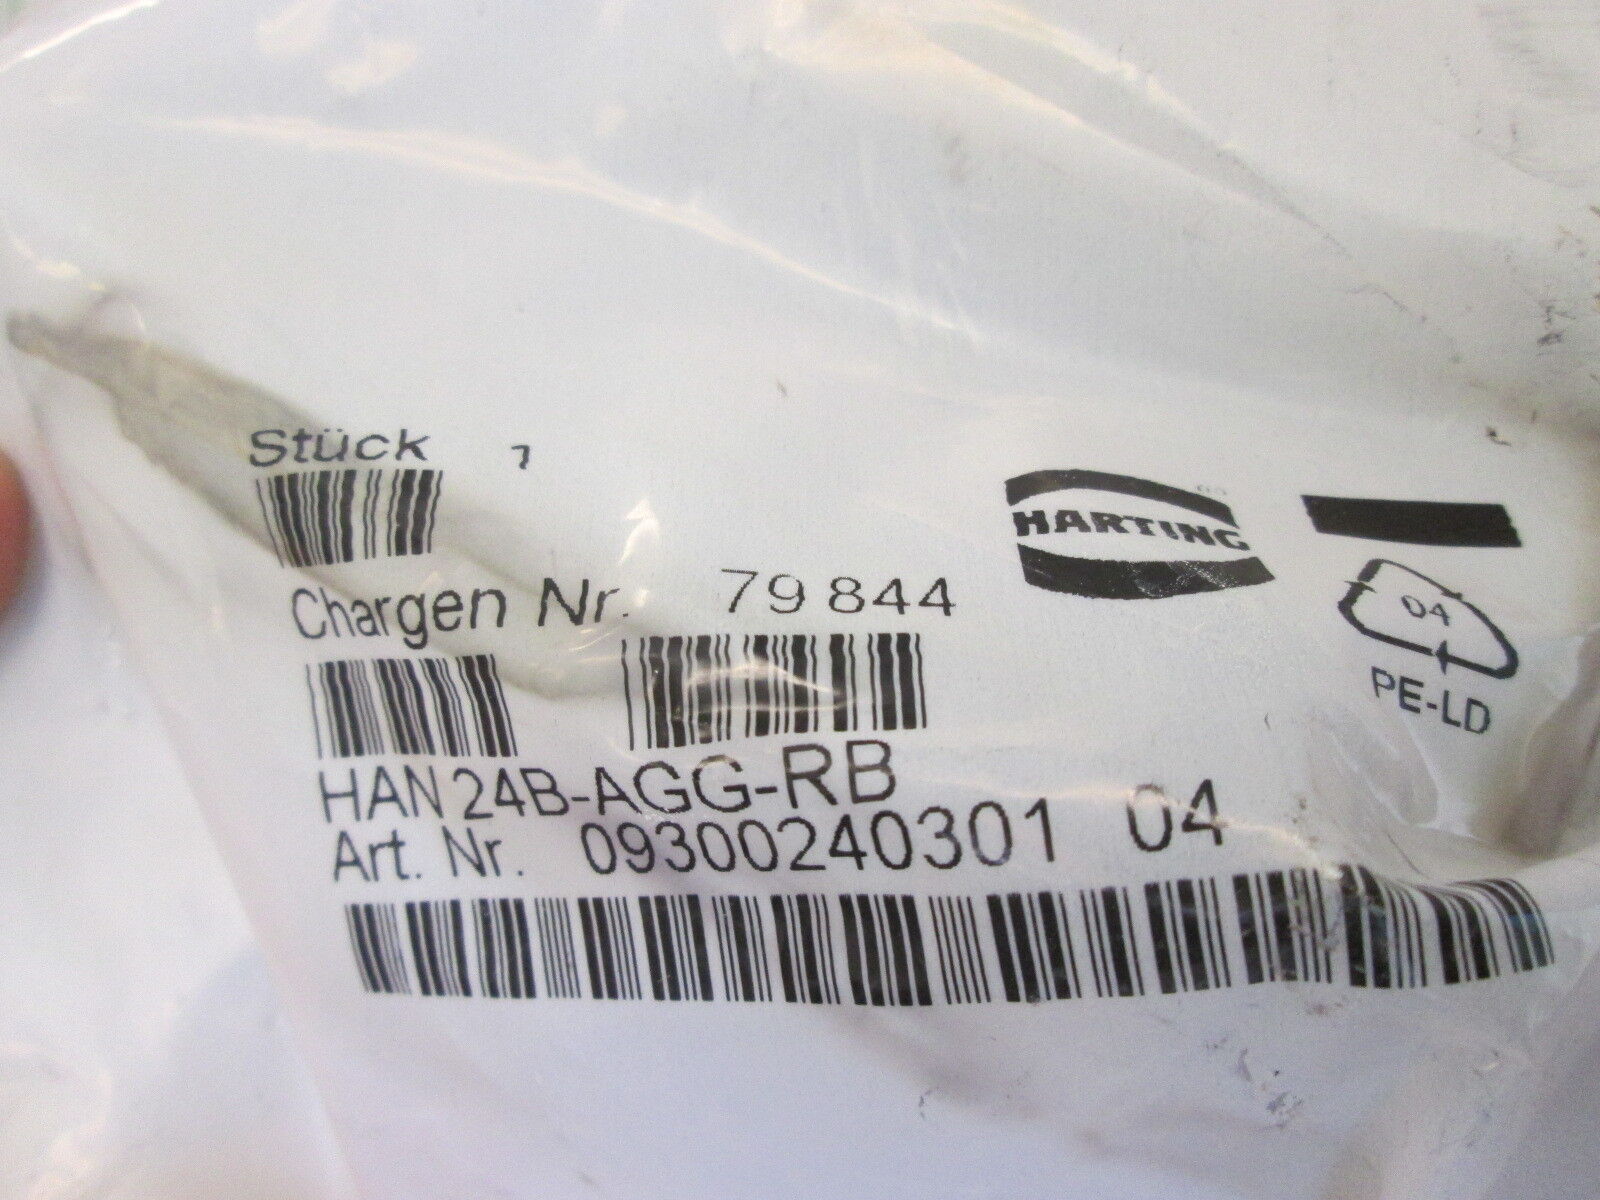 Stück 1
HARTING
04
PE-LD
Chargen Nr. 79 844
HAN 24B-AGG-RB
Art. Nr. 09300240301 04